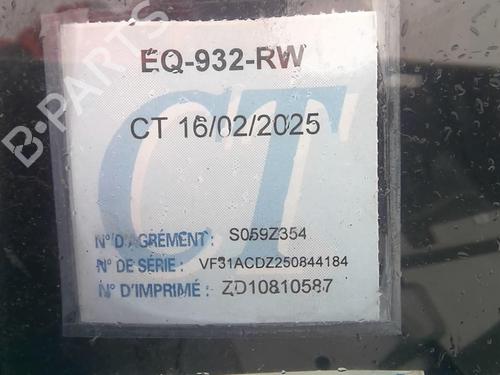 B-PARTS
EQ-932-RW
CT 16/02/2025
CT
N° D'AGRÉMENT : S059Z354
N° DE SÉRIE : VF31ACDZ250844184
N° D'IMPRIMÉ : ZD10810587